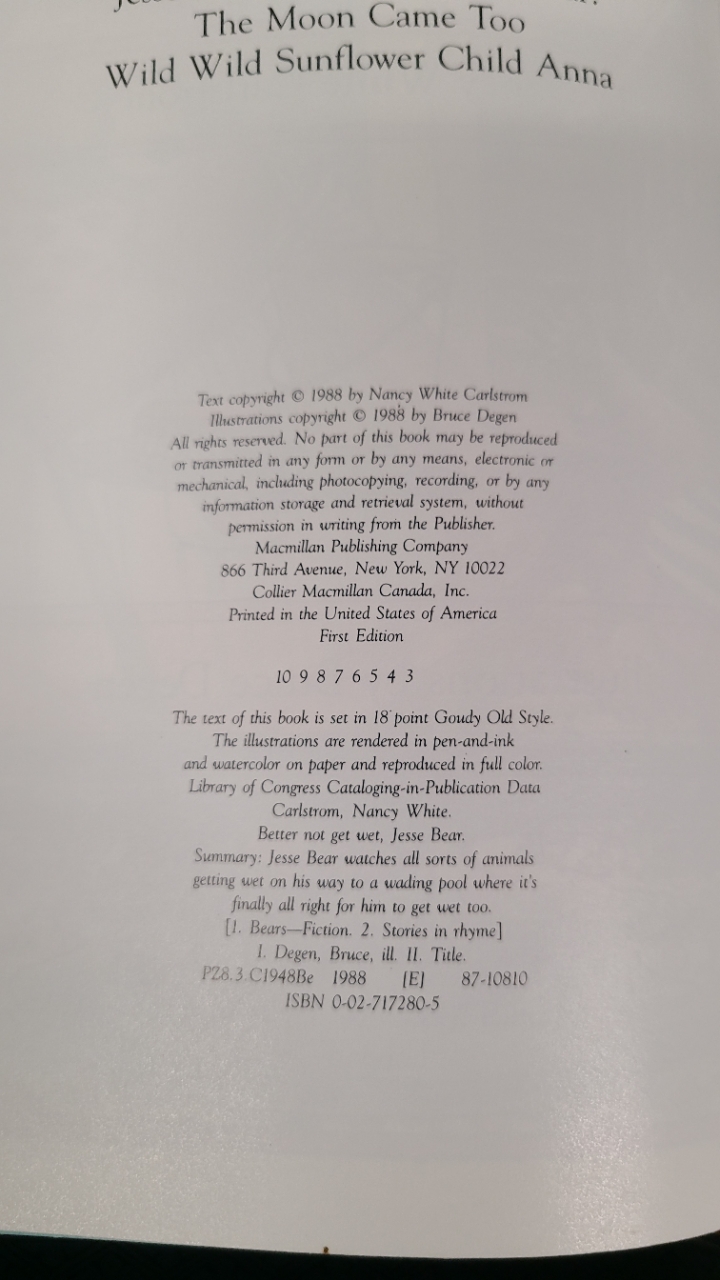 The Moon Came Too
Wild Wild Sunflower Child Anna
Text copyright © 1988 by Nancy White Carlstrom
Illustrations copyright © 1988 by Bruce Degen
All rights reserved. No part of this book may be reproduced
or transmitted in any form or by any means, electronic or
mechanical, including photocopying, recording, or by any
information storage and retrieval system, without
permission in writing from the Publisher.
Macmillan Publishing Company
866 Third Avenue, New York, NY 10022
Collier Macmillan Canada, Inc.
Printed in the United States of America
First Edition
10 9 8 7 6 5 4 3
The text of this book is set in 18 point Goudy Old Style.
The illustrations are rendered in pen-and-ink
and watercolor on paper and reproduced in full color.
Library of Congress Cataloging-in-Publication Data
Carlstrom, Nancy White.
Better not get wet, Jesse Bear.
Summary: Jesse Bear watches all sorts of animals
getting wet on his way to a wading pool where it's
finally all right for him to get wet too.
[1. Bears—Fiction. 2. Stories in rhyme]
I. Degen, Bruce, ill. II. Title.
PZ8.3.C1948Be 1988 [E] 87-10810
ISBN 0-02-717280-5